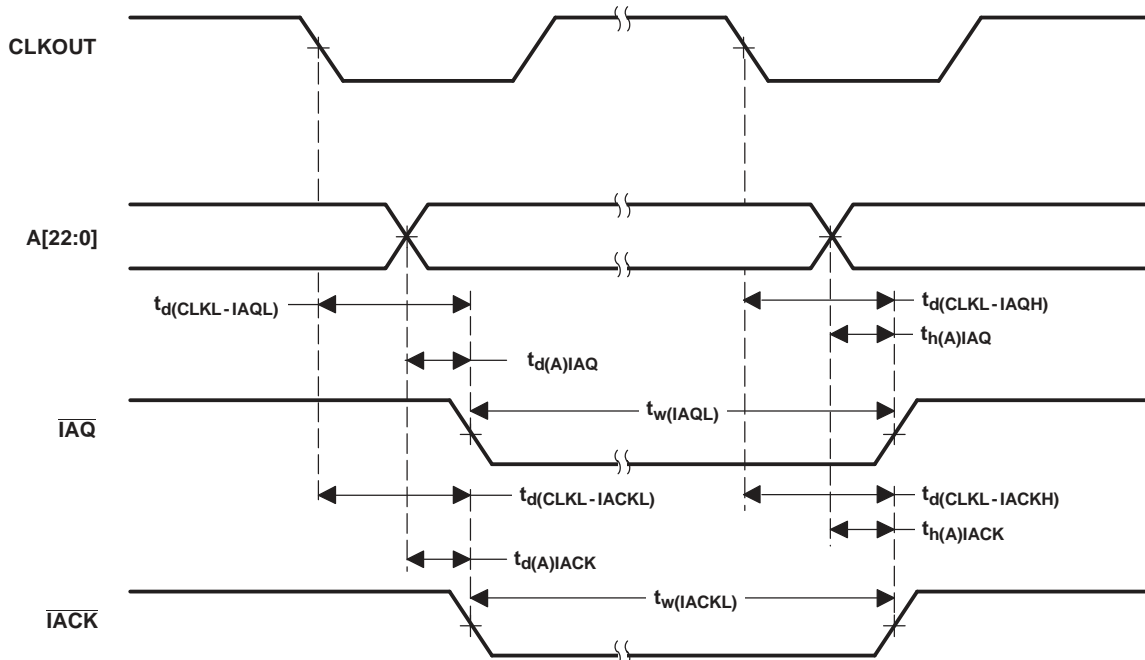 CLKOUT
A[22:0]
td(CLKL-IAQL)
td(CLKL-IAQH)
th(A)IAQ
td(A)IAQ
tw(IAQL)
IAQ
td(CLKL-IACKL)
td(CLKL-IACKH)
th(A)IACK
td(A)IACK
tw(IACKL)
IACK